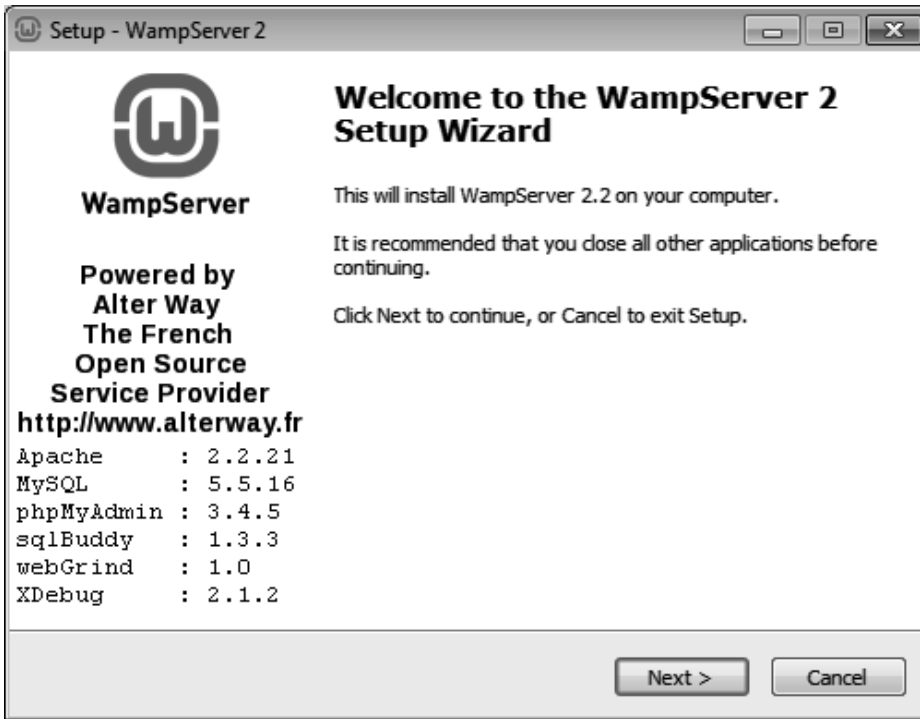 Setup - WampServer 2
WampServer
Powered by
Alter Way
The French
Open Source
Service Provider
http://www.alterway.fr
Apache : 2.2.21
MySQL : 5.5.16
phpMyAdmin : 3.4.5
sqlBuddy : 1.3.3
webGrind : 1.0
XDebug : 2.1.2
Welcome to the WampServer 2
Setup Wizard
This will install WampServer 2.2 on your computer.
It is recommended that you close all other applications before
continuing.
Click Next to continue, or Cancel to exit Setup.
Next >
Cancel